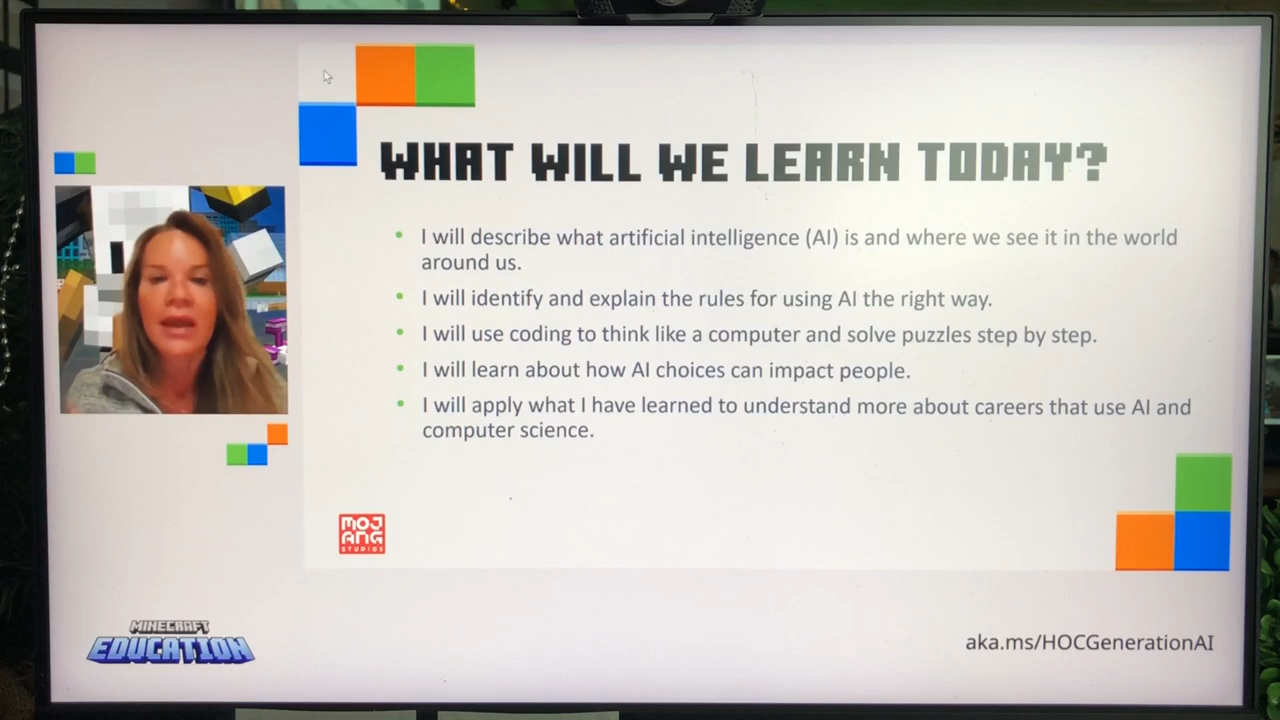 WHAT WILL WE LEARN TODAY?
• I will describe what artificial intelligence (AI) is and where we see it in the world
around us.
• I will identify and explain the rules for using AI the right way.
• I will use coding to think like a computer and solve puzzles step by step.
• I will learn about how AI choices can impact people.
• I will apply what I have learned to understand more about careers that use AI and
computer science.
MOJ
ANG
STUDIOS
MINECRAFT
EDUCATION
aka.ms/HOCGenerationAI